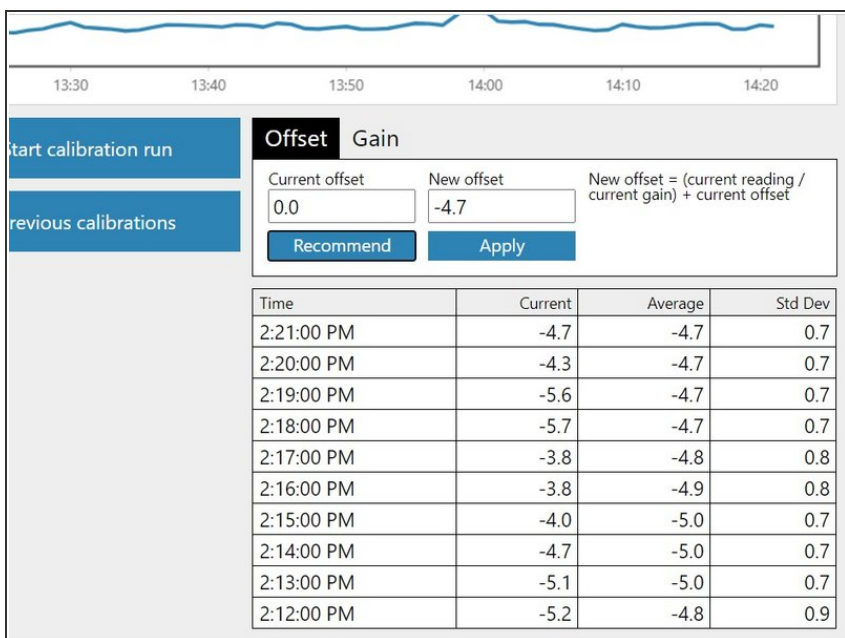 13:30 13:40 13:50 14:00 14:10 14:20
Start calibration run
Previous calibrations
Offset Gain
Current offset New offset
0.0 -4.7
New offset = (current reading /
current gain) + current offset
Recommend Apply
Time Current Average Std Dev
2:21:00 PM -4.7 -4.7 0.7
2:20:00 PM -4.3 -4.7 0.7
2:19:00 PM -5.6 -4.7 0.7
2:18:00 PM -5.7 -4.7 0.7
2:17:00 PM -3.8 -4.8 0.8
2:16:00 PM -3.8 -4.9 0.8
2:15:00 PM -4.0 -5.0 0.7
2:14:00 PM -4.7 -5.0 0.7
2:13:00 PM -5.1 -5.0 0.7
2:12:00 PM -5.2 -4.8 0.9